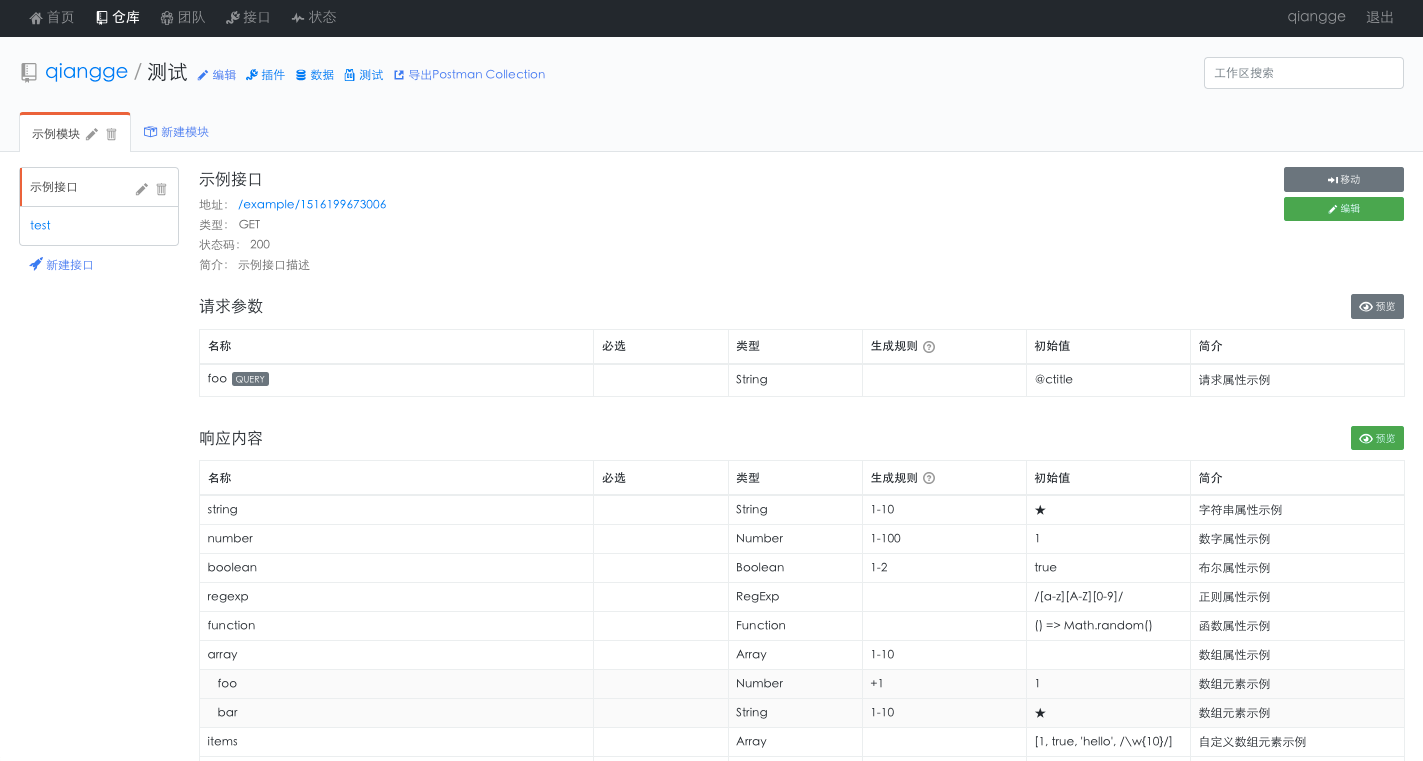 首页 仓库 团队 接口 状态 qiangge 退出
qiangge / 测试 编辑 插件 数据 测试 导出Postman Collection 工作区搜索
示例模块 新建模块
示例接口
test
新建接口
示例接口 移动
地址： /example/1516199673006 编辑
类型： GET
状态码： 200
简介： 示例接口描述
请求参数 预览
名称 必选 类型 生成规则 初始值 简介
foo QUERY String @ctitle 请求属性示例
响应内容 预览
名称 必选 类型 生成规则 初始值 简介
string String 1-10 ★ 字符串属性示例
number Number 1-100 1 数字属性示例
boolean Boolean 1-2 true 布尔属性示例
regexp RegExp /[a-z][A-Z][0-9]/ 正则属性示例
function Function () => Math.random() 函数属性示例
array Array 1-10 数组属性示例
foo Number +1 1 数组元素示例
bar String 1-10 ★ 数组元素示例
items Array [1, true, 'hello', /\w{10}/] 自定义数组元素示例